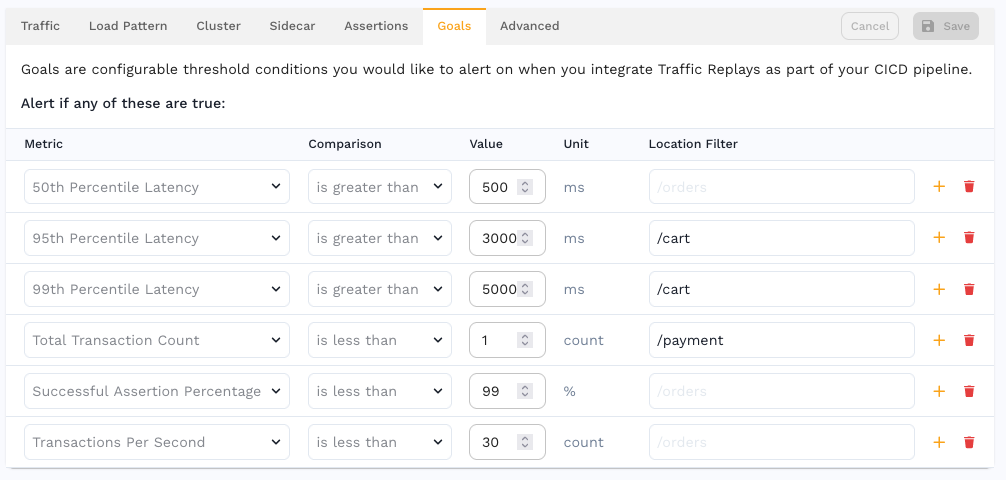 Traffic Load Pattern Cluster Sidecar Assertions Goals Advanced Cancel Save
Goals are configurable threshold conditions you would like to alert on when you integrate Traffic Replays as part of your CICD pipeline.
Alert if any of these are true:
Metric Comparison Value Unit Location Filter
50th Percentile Latency is greater than 500 ms /orders
95th Percentile Latency is greater than 3000 ms /cart
99th Percentile Latency is greater than 5000 ms /cart
Total Transaction Count is less than 1 count /payment
Successful Assertion Percentage is less than 99 % /orders
Transactions Per Second is less than 30 count /orders